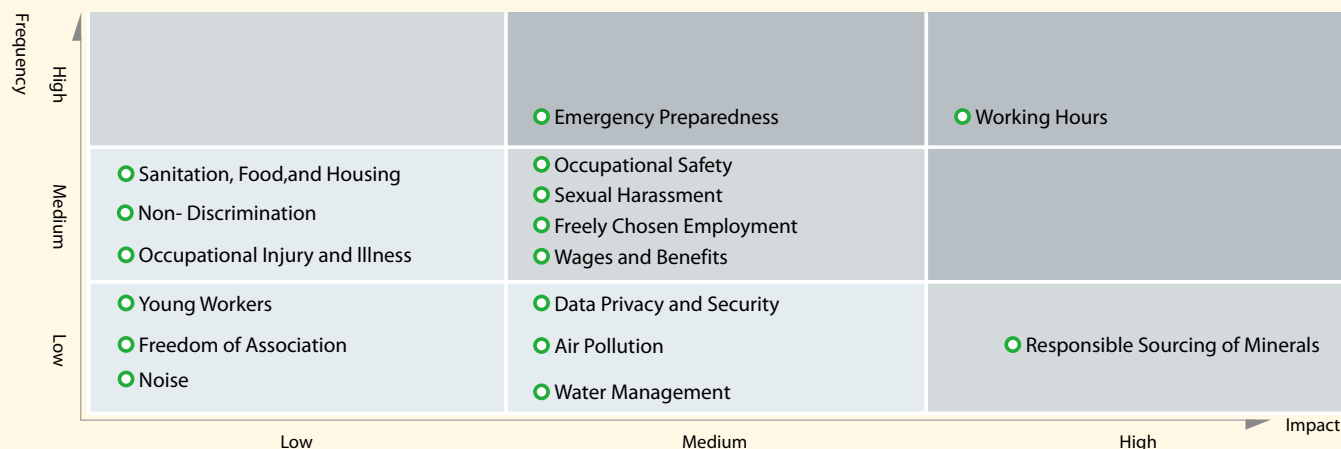 Frequency
High
Emergency Preparedness
Working Hours
Medium
Sanitation, Food,and Housing
Non- Discrimination
Occupational Injury and Illness
Occupational Safety
Sexual Harassment
Freely Chosen Employment
Wages and Benefits
Low
Young Workers
Freedom of Association
Noise
Data Privacy and Security
Air Pollution
Water Management
Responsible Sourcing of Minerals
Impact
Low
Medium
High